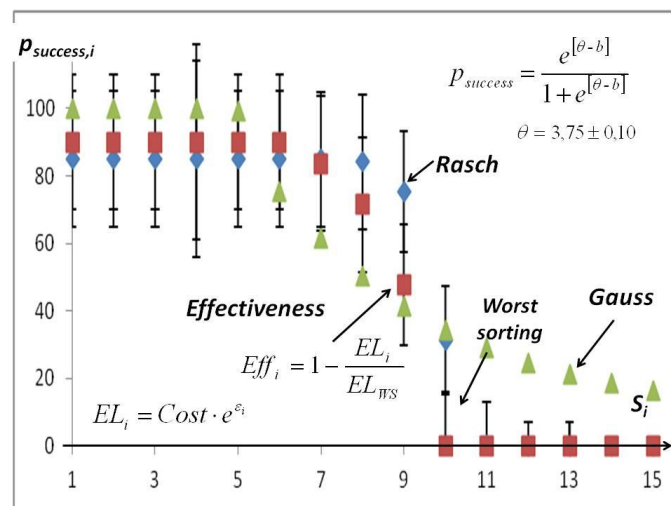 p_success,i
p_success = e^[θ-b] / 1 + e^[θ-b]
θ = 3,75 ± 0,10
100
80
60
40
20
0
Rasch
Effectiveness
Eff_i = 1 - EL_i / EL_WS
Worst
sorting
Gauss
EL_i = Cost · e^ε_i
S_i
1 3 5 7 9 11 13 15